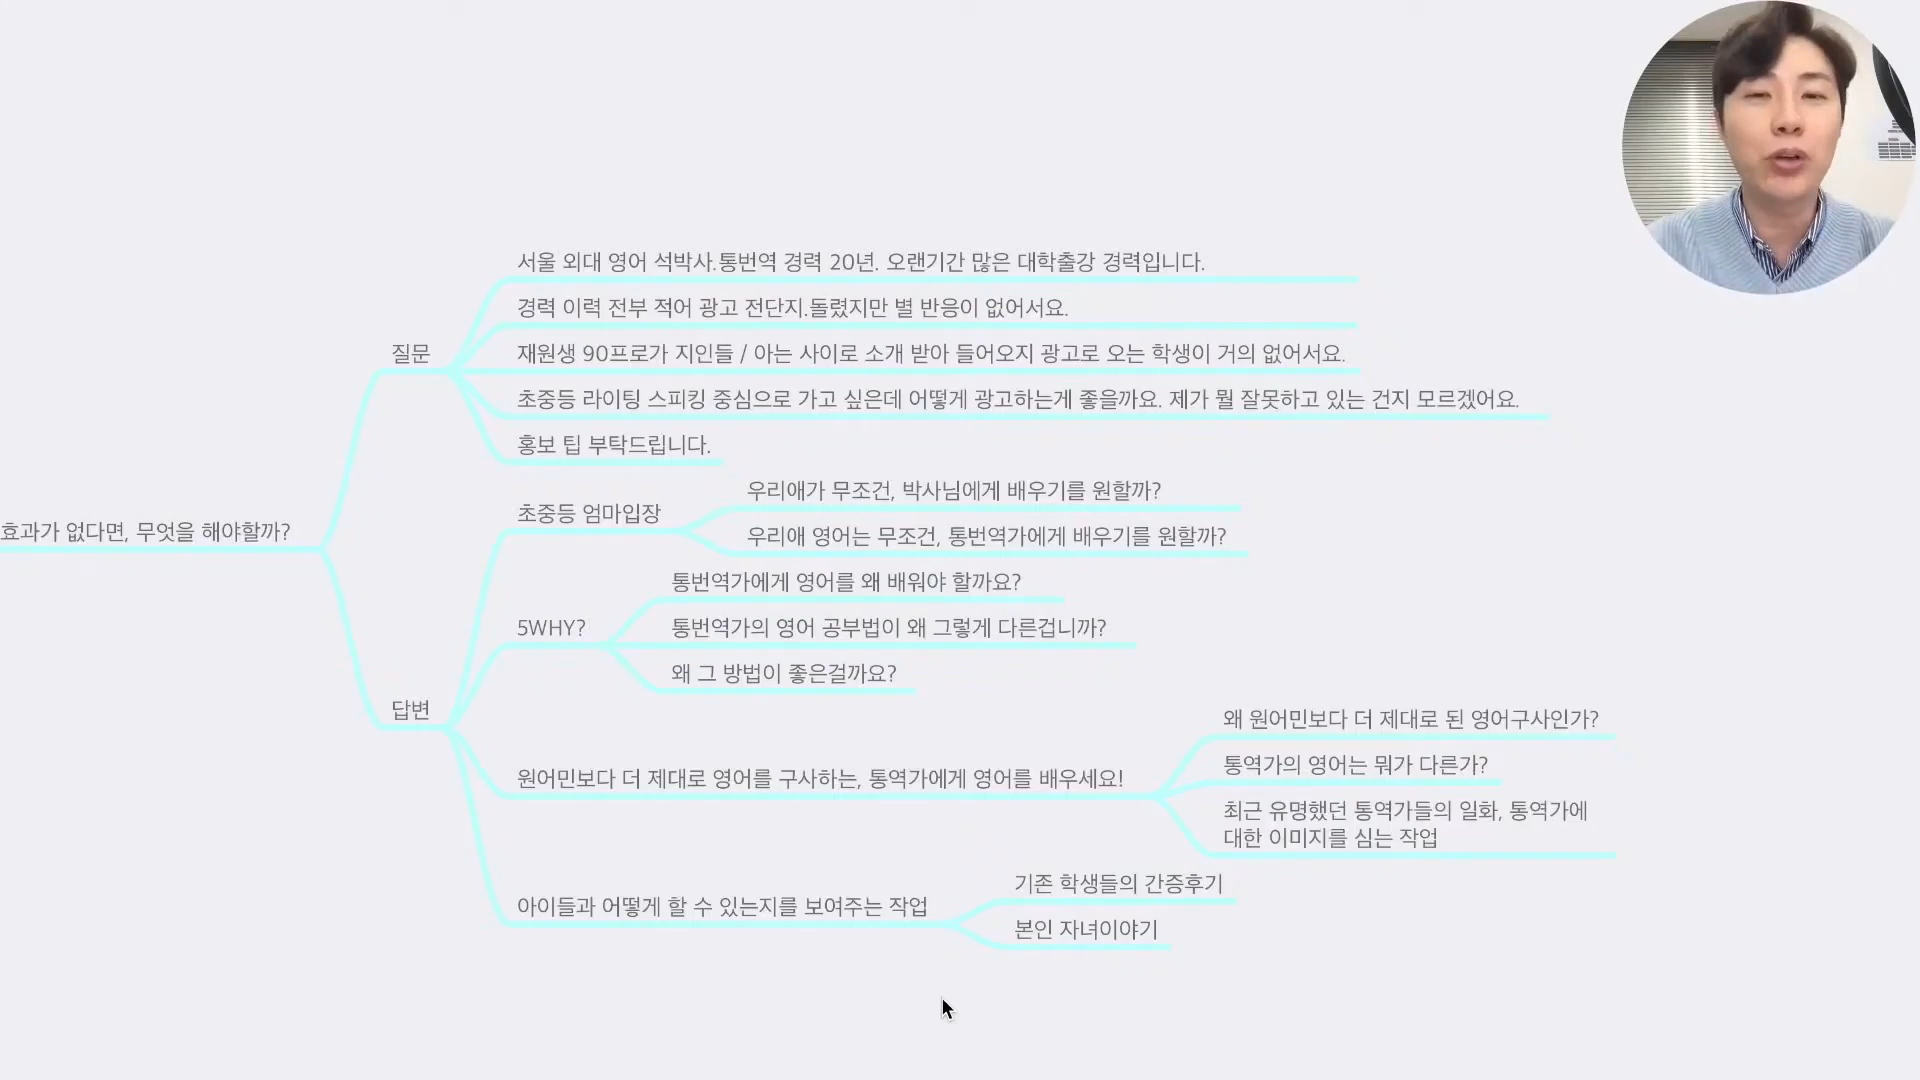 효과가 없다면, 무엇을 해야할까?
질문
서울 외대 영어 석박사.통번역 경력 20년. 오랜기간 많은 대학출강 경력입니다.
경력 이력 전부 적어 광고 전단지.돌렸지만 별 반응이 없어서요.
재원생 90프로가 지인들 / 아는 사이로 소개 받아 들어오지 광고로 오는 학생이 거의 없어서요.
초중등 라이팅 스피킹 중심으로 가고 싶은데 어떻게 광고하는게 좋을까요. 제가 뭘 잘못하고 있는 건지 모르겠어요.
홍보 팁 부탁드립니다.
답변
초중등 엄마입장
우리애가 무조건, 박사님에게 배우기를 원할까?
우리애 영어는 무조건, 통번역가에게 배우기를 원할까?
5WHY?
통번역가에게 영어를 왜 배워야 할까요?
통번역가의 영어 공부법이 왜 그렇게 다른겁니까?
왜 그 방법이 좋은걸까요?
원어민보다 더 제대로 영어를 구사하는, 통역가에게 영어를 배우세요!
왜 원어민보다 더 제대로 된 영어구사인가?
통역가의 영어는 뭐가 다른가?
최근 유명했던 통역가들의 일화, 통역가에
대한 이미지를 심는 작업
아이들과 어떻게 할 수 있는지를 보여주는 작업
기존 학생들의 간증후기
본인 자녀이야기